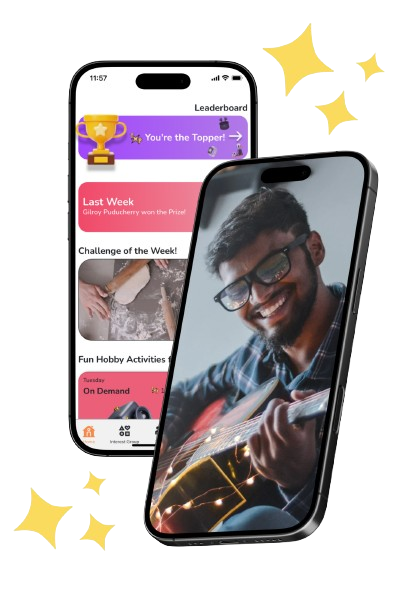 11:57
Leaderboard
You're the Topper!
Last Week
Gilroy Puducherry won the Prize!
Challenge of the Week!
Fun Hobby Activities f
Tuesday
On Demand
Home
Interest Group